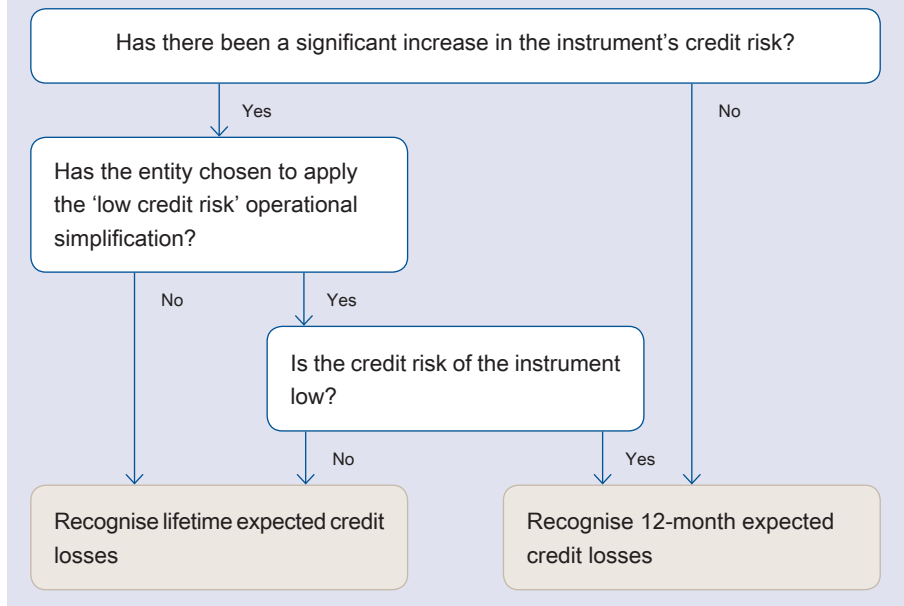 Has there been a significant increase in the instrument’s credit risk?
Yes
No
Has the entity chosen to apply
the ‘low credit risk’ operational
simplification?
No
Yes
Is the credit risk of the instrument
low?
No
Yes
Recognise lifetime expected credit
losses
Recognise 12-month expected
credit losses